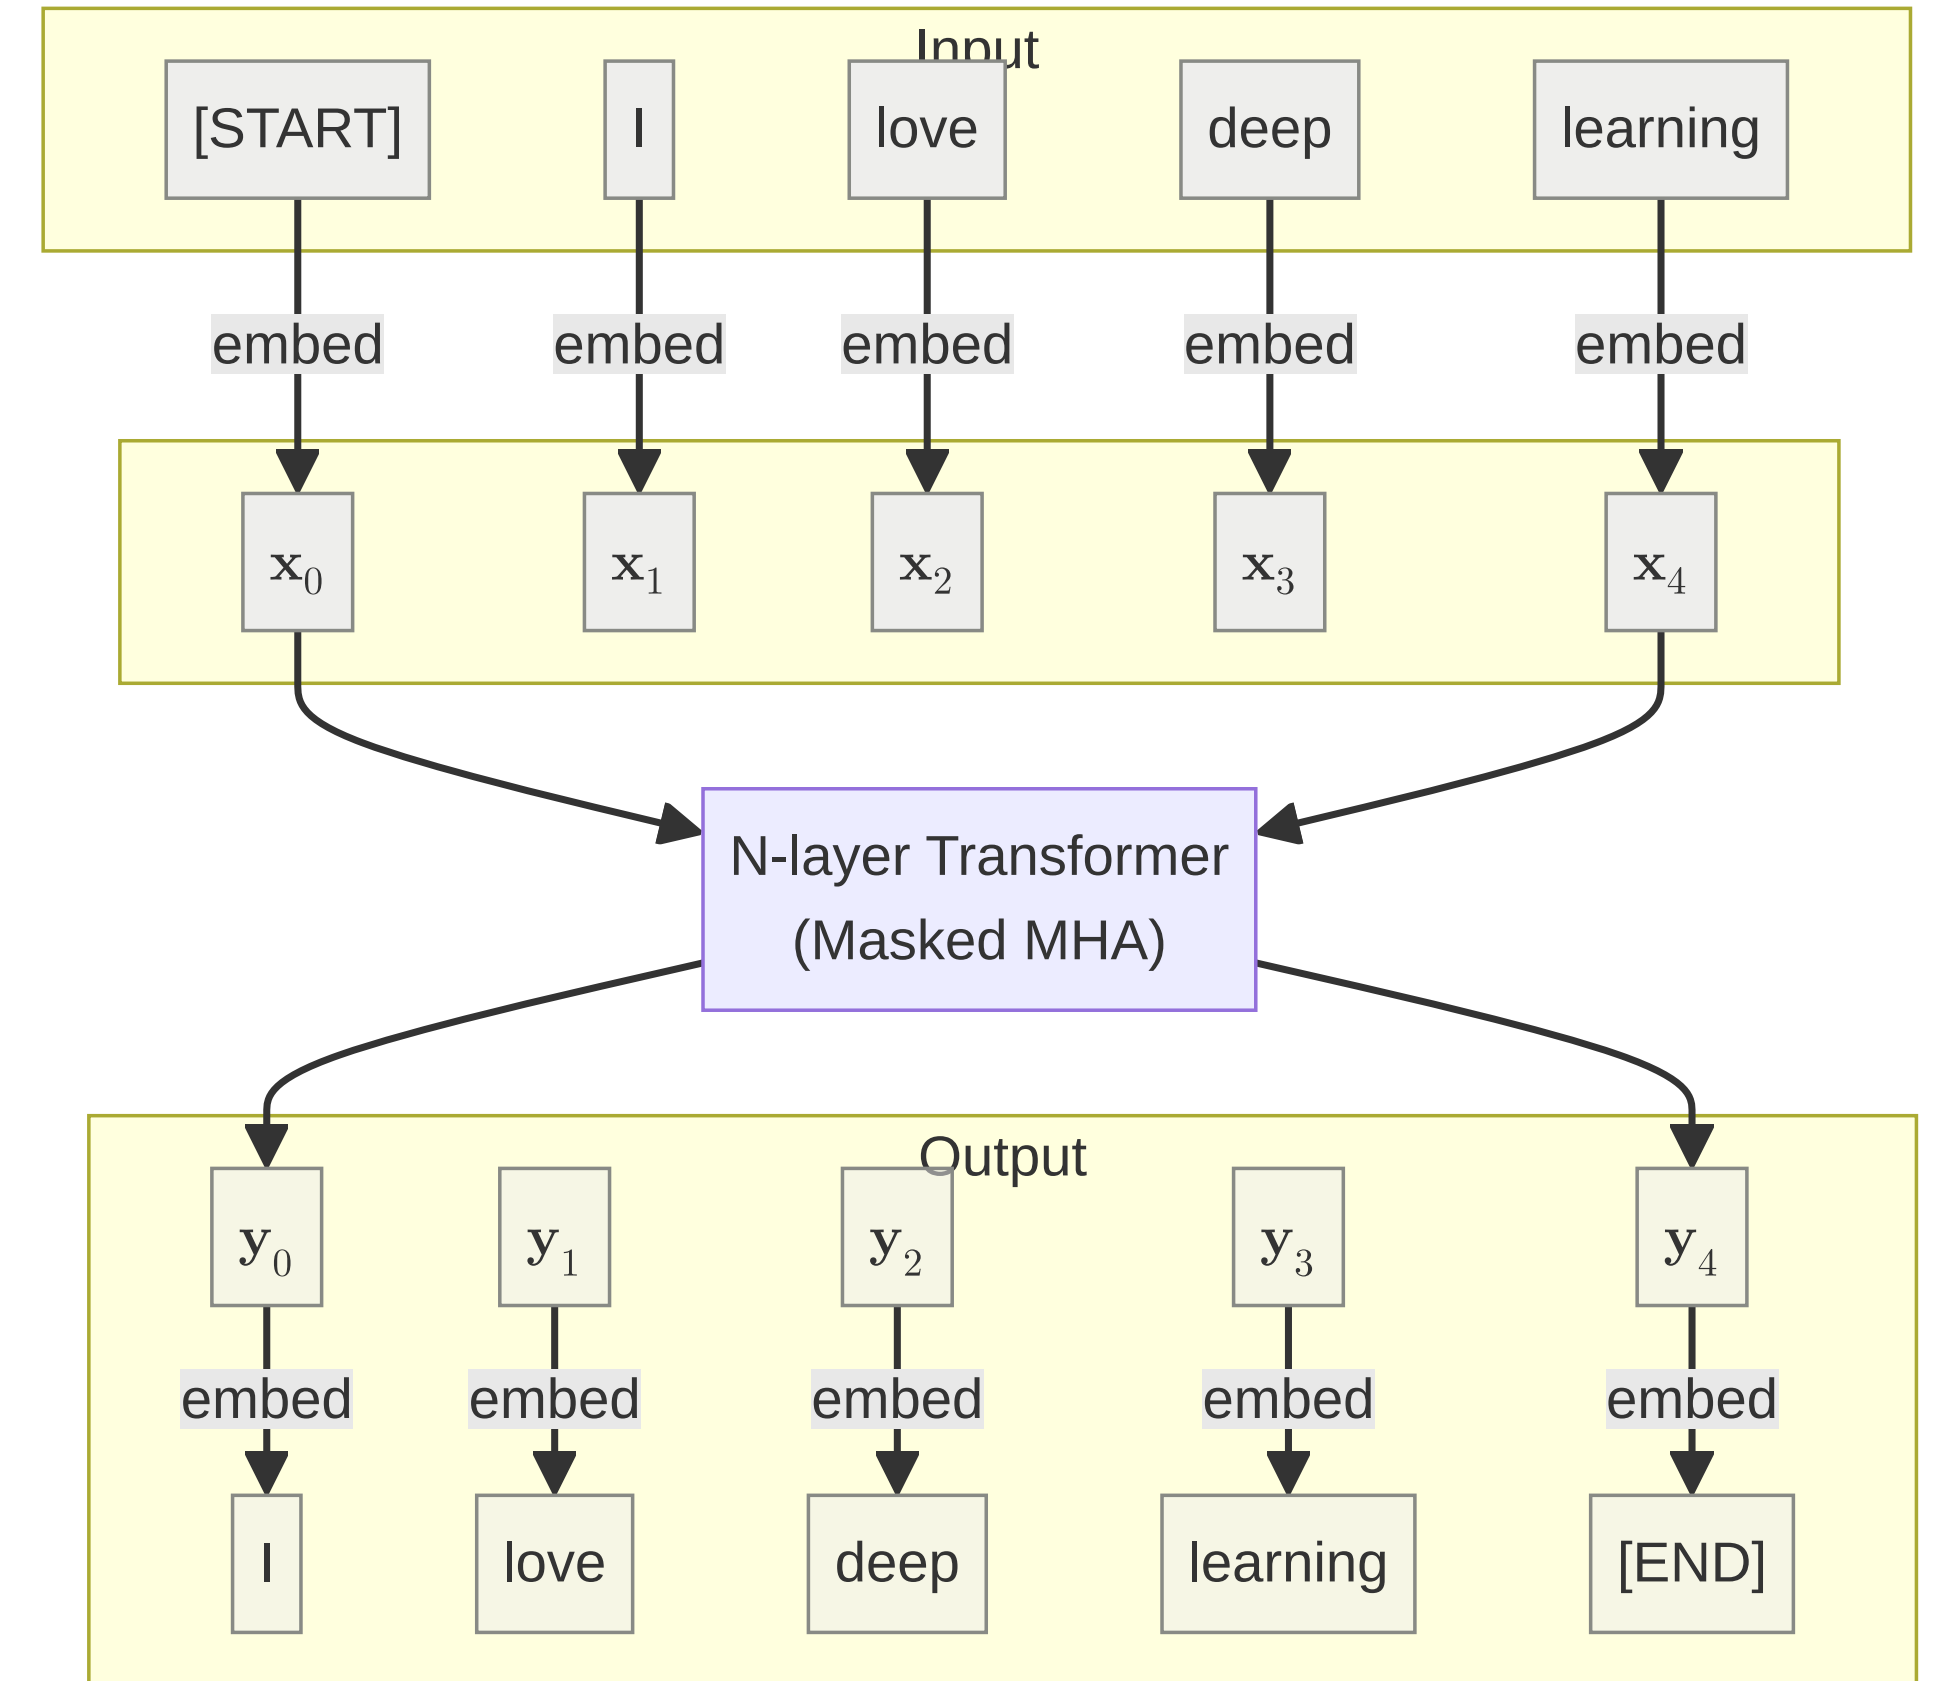 Input
[START]
I
love
deep
learning
embed
embed
embed
embed
embed
x₀
x₁
x₂
x₃
x₄
N-layer Transformer
(Masked MHA)
Output
y₀
y₁
y₂
y₃
y₄
embed
embed
embed
embed
embed
I
love
deep
learning
[END]